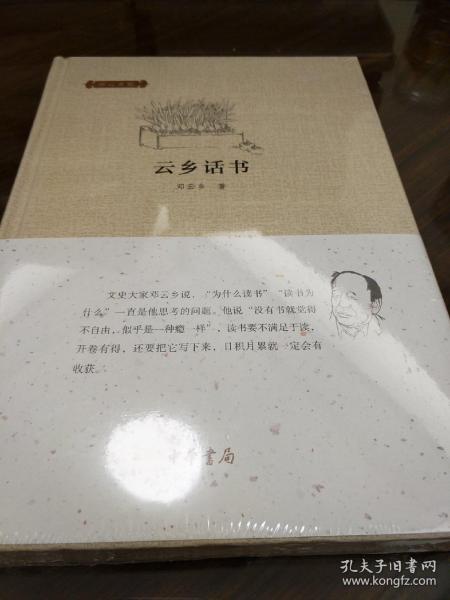 云乡话书
邓云乡 著
文史大家邓云乡说，“为什么读书”“读书为
什么”一直是他思考的问题。他说“没有书就觉得
不自由，似乎是一种瘾一样”，读书要不满足于读，
开卷有得，还要把它写下来，日积月累就一定会有
收获。
中华书局
孔夫子旧书网
www.kongfz.com